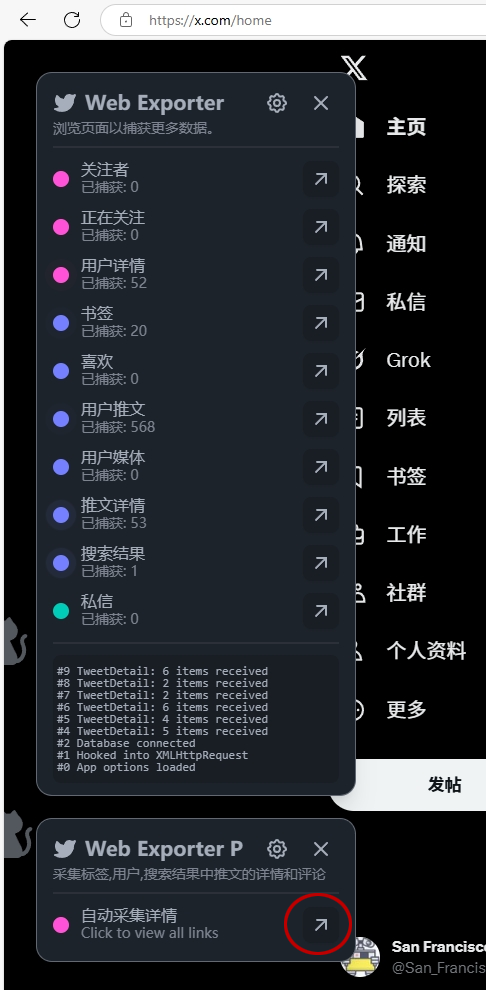 https://x.com/home
Web Exporter
浏览页面以捕获更多数据。
关注者
已捕获: 0
正在关注
已捕获: 0
用户详情
已捕获: 52
书签
已捕获: 20
喜欢
已捕获: 0
用户推文
已捕获: 568
用户媒体
已捕获: 0
推文详情
已捕获: 53
搜索结果
已捕获: 1
私信
已捕获: 0
#9 TweetDetail: 6 items received
#8 TweetDetail: 2 items received
#7 TweetDetail: 2 items received
#6 TweetDetail: 6 items received
#5 TweetDetail: 4 items received
#4 TweetDetail: 5 items received
#2 Database connected
#1 Hooked into XMLHttpRequest
#0 App options loaded
Web Exporter P
采集标签,用户,搜索结果中推文的详情和评论
自动采集详情
Click to view all links
主页
探索
通知
私信
Grok
列表
书签
工作
社群
个人资料
更多
发帖
San Francisc
@San_Francis